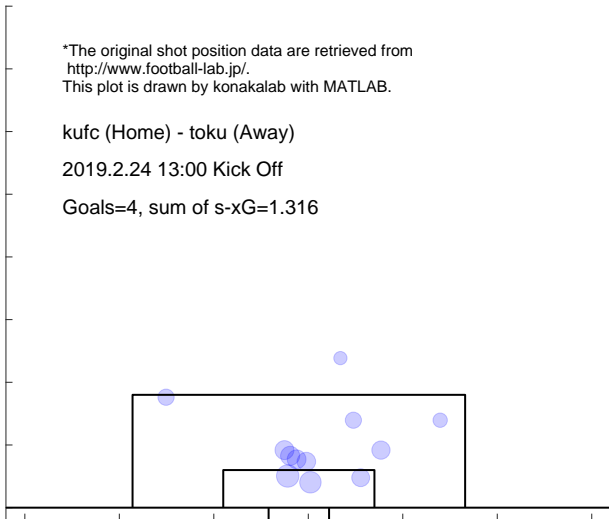 *The original shot position data are retrieved from
http://www.football-lab.jp/.
This plot is drawn by konakalab with MATLAB.
kufc (Home) - toku (Away)
2019.2.24 13:00 Kick Off
Goals=4, sum of s-xG=1.316